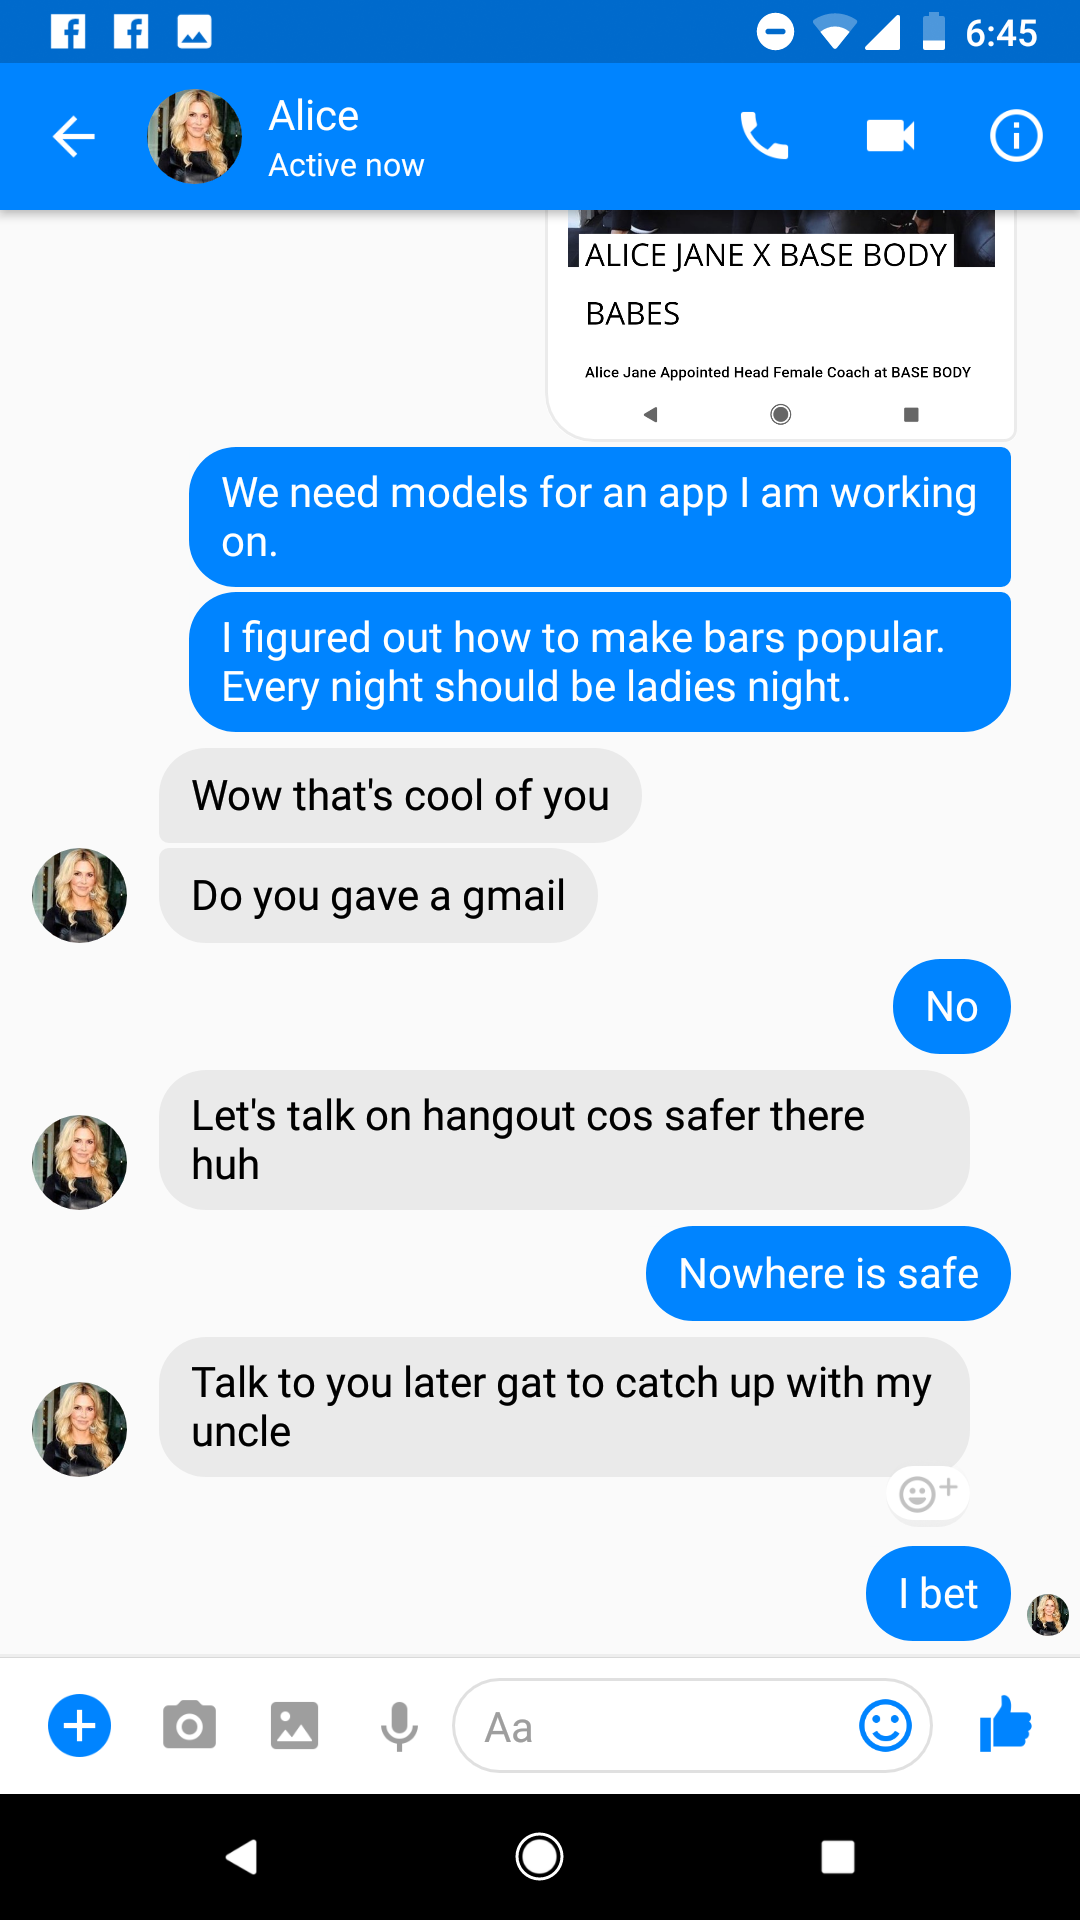 6:45
Alice
Active now
ALICE JANE X BASE BODY
BABES
Alice Jane Appointed Head Female Coach at BASE BODY
We need models for an app I am working
on.
I figured out how to make bars popular.
Every night should be ladies night.
Wow that's cool of you
Do you gave a gmail
No
Let's talk on hangout cos safer there
huh
Nowhere is safe
Talk to you later gat to catch up with my
uncle
I bet
Aa